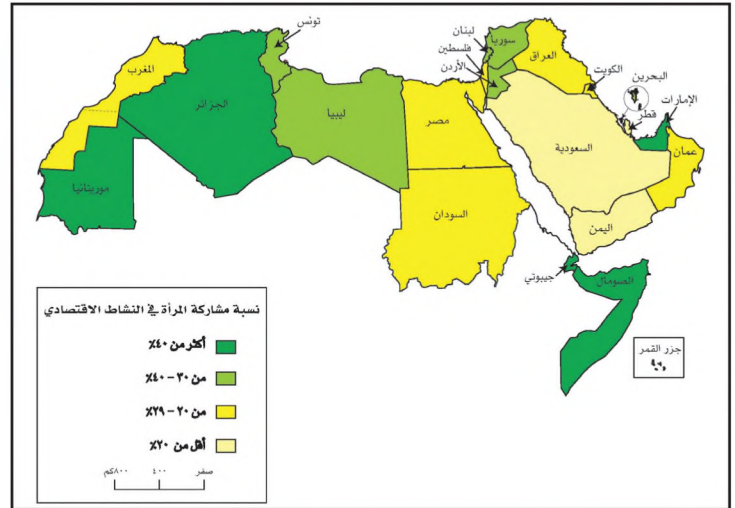 تونس
لبنان
سوريا
فلسطين
العراق
المغرب
الأردن
الكويت
الجزائر
البحرين
ليبيا
الإمارات
مصر
قطر
السعودية
عمان
موريتانيا
السودان
اليمن
جيبوتي
الصومال
جزر القمر
نسبة مشاركة المرأة في النشاط الاقتصادي
أكثر من ٤٠٪
من ٣٠ - ٤٠٪
من ٢٠ - ٢٩٪
أقل من ٢٠٪
صفر ٤٠٠ ٨٠٠كم